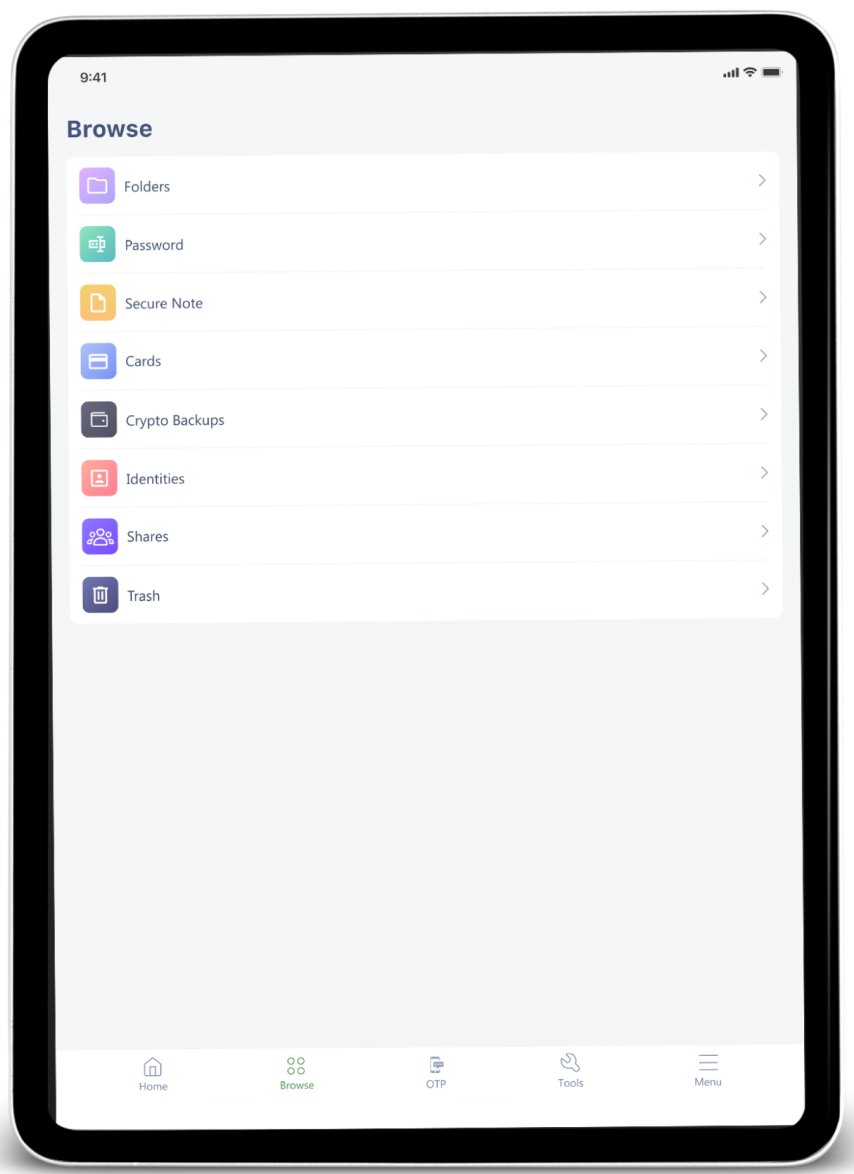 9:41
Browse
Folders
Password
Secure Note
Cards
Crypto Backups
Identities
Shares
Trash
Home
Browse
OTP
Tools
Menu